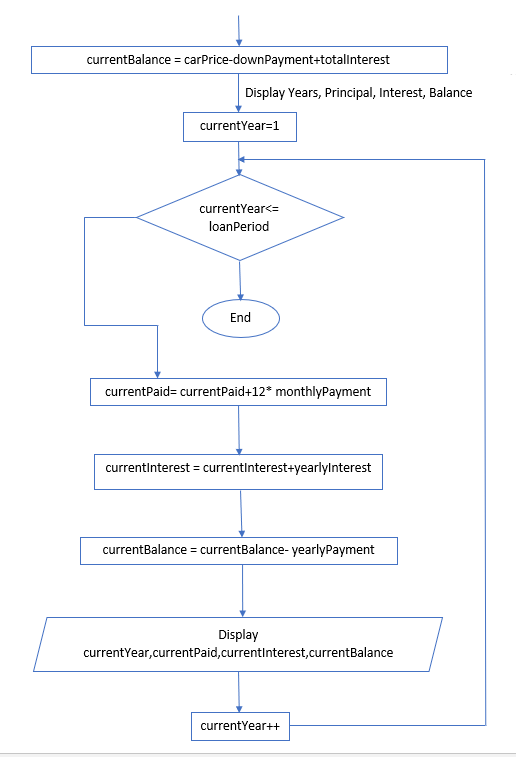 currentBalance = carPrice-downPayment+totalInterest
Display Years, Principal, Interest, Balance
currentYear=1
currentYear<=
loanPeriod
End
currentPaid= currentPaid+12* monthlyPayment
currentInterest = currentInterest+yearlyInterest
currentBalance = currentBalance- yearlyPayment
Display
currentYear,currentPaid,currentInterest,currentBalance
currentYear++